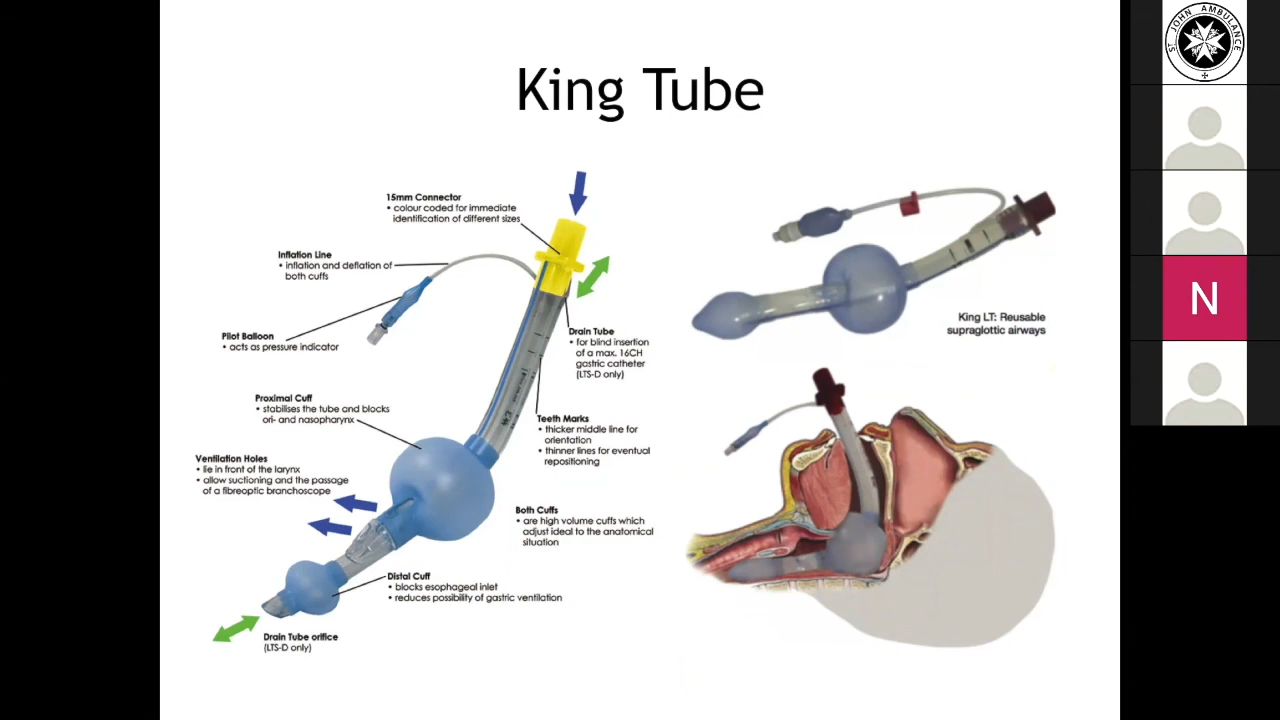 King Tube
15mm Connector
• colour coded for immediate
identification of different sizes
Inflation Line
• inflation and deflation of
both cuffs
Pilot Balloon
• acts as pressure indicator
Drain Tube
• for blind insertion
of a max. 16CH
gastric catheter
(LTS-D only)
Proximal Cuff
• stabilises the tube and blocks
ori- and nasopharynx
Teeth Marks
• thicker middle line for
orientation
• thinner lines for eventual
repositioning
Ventilation Holes
• lie in front of the larynx
• allow suctioning and the passage
of a fibreoptic branchoscope
Both Cuffs
• are high volume cuffs which
adjust ideal to the anatomical
situation
Distal Cuff
• blocks esophageal inlet
• reduces possibility of gastric ventilation
Drain Tube orifice
(LTS-D only)
King LT: Reusable
supraglottic airways
ST JOHN AMBULANCE
N